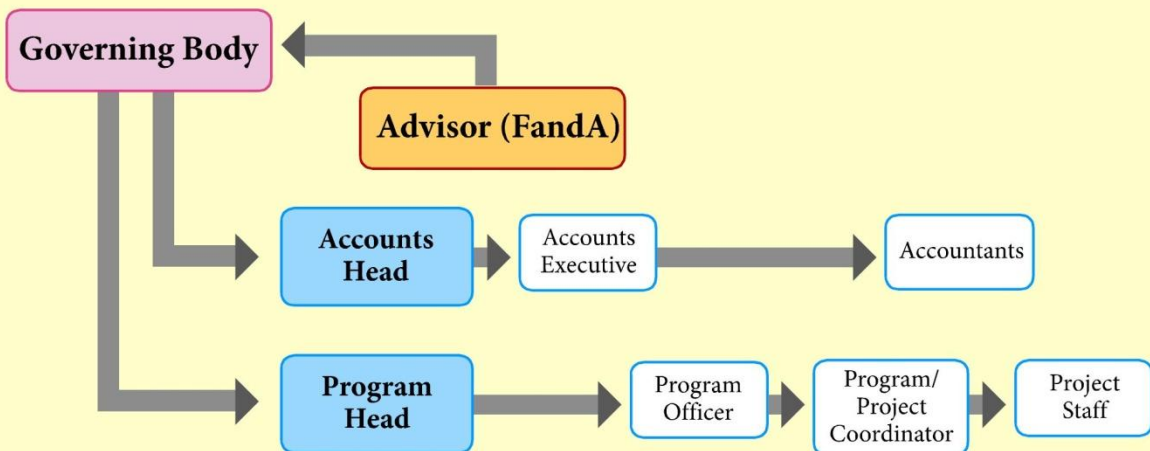 Governing Body
Advisor (FandA)
Accounts
Head
Accounts
Executive
Accountants
Program
Head
Program
Officer
Program/
Project
Coordinator
Project
Staff